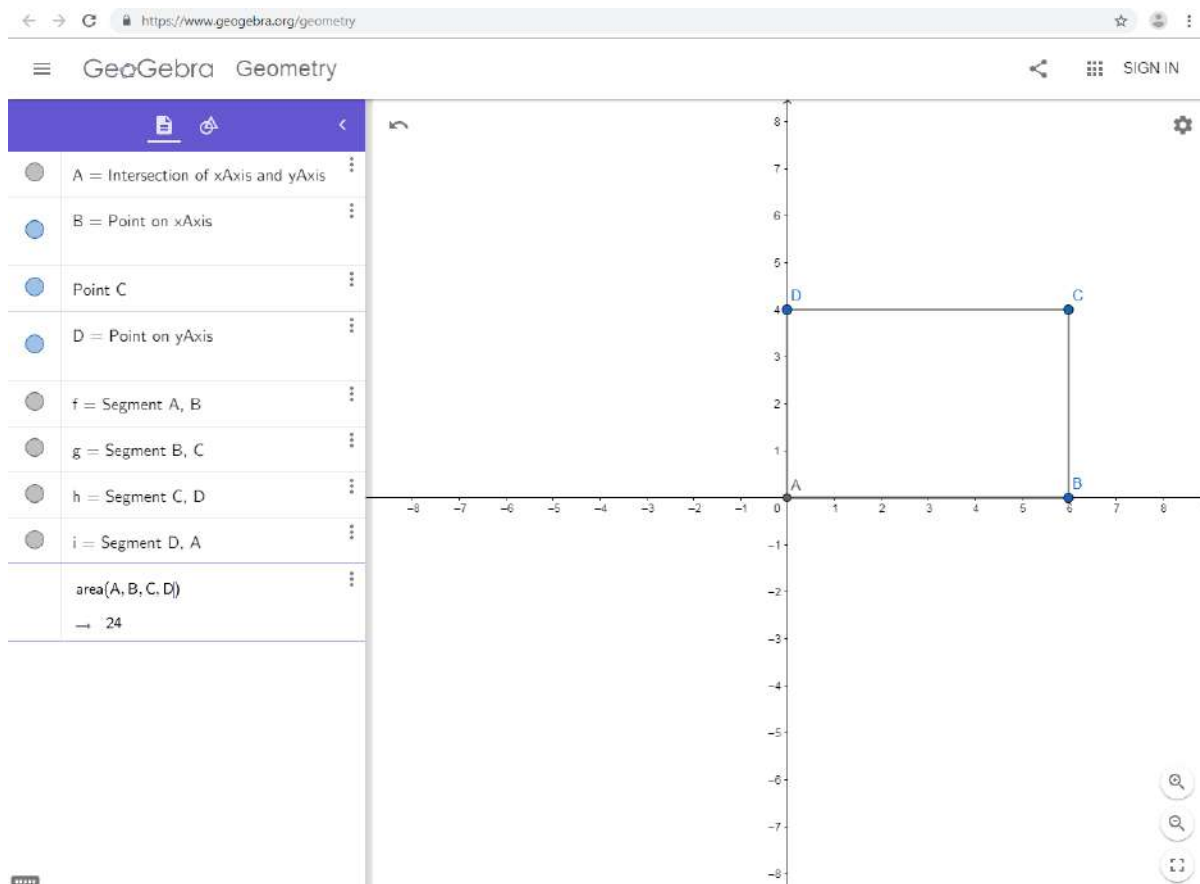 https://www.geogebra.org/geometry
GeoGebra Geometry
SIGN IN
A = Intersection of xAxis and yAxis
B = Point on xAxis
Point C
D = Point on yAxis
f = Segment A, B
g = Segment B, C
h = Segment C, D
i = Segment D, A
area(A, B, C, D)
→ 24
8
7
6
5
D
C
4
3
2
1
A
B
−8 −7 −6 −5 −4 −3 −2 −1 0 1 2 3 4 5 6 7 8
−1
−2
−3
−4
−5
−6
−7
−8